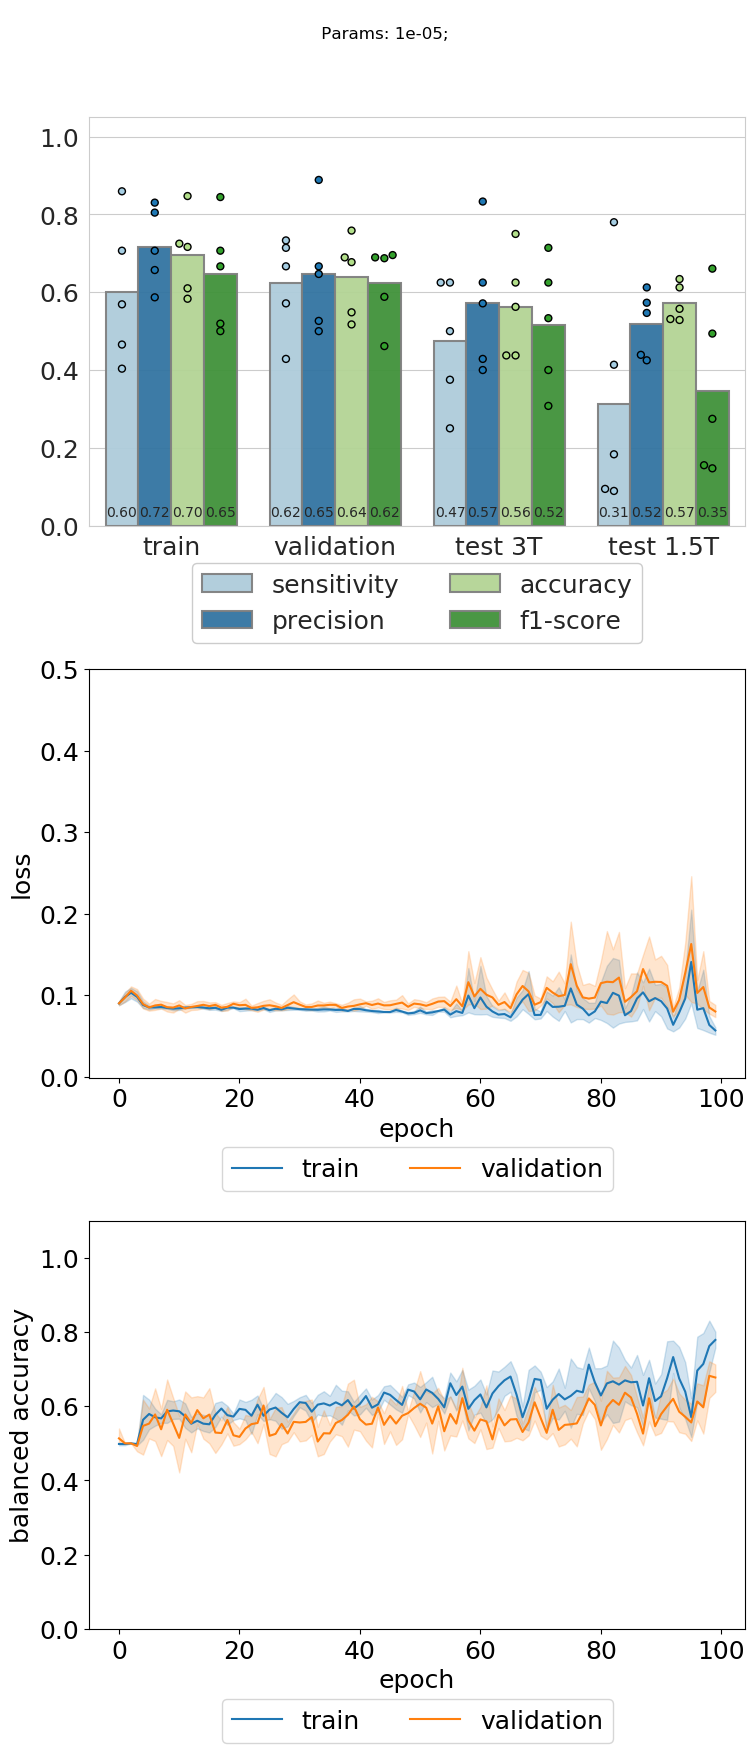 Params: 1e-05;
1.0
0.8
0.6
0.4
0.2
0.0
0.60 0.72 0.70 0.65 0.62 0.65 0.64 0.62 0.47 0.57 0.56 0.52 0.31 0.52 0.57 0.35
train validation test 3T test 1.5T
sensitivity accuracy
precision f1-score
0.5
0.4
0.3
0.2
0.1
0.0
loss
0 20 40 60 80 100
epoch
train validation
1.0
0.8
0.6
0.4
0.2
0.0
balanced accuracy
0 20 40 60 80 100
epoch
train validation